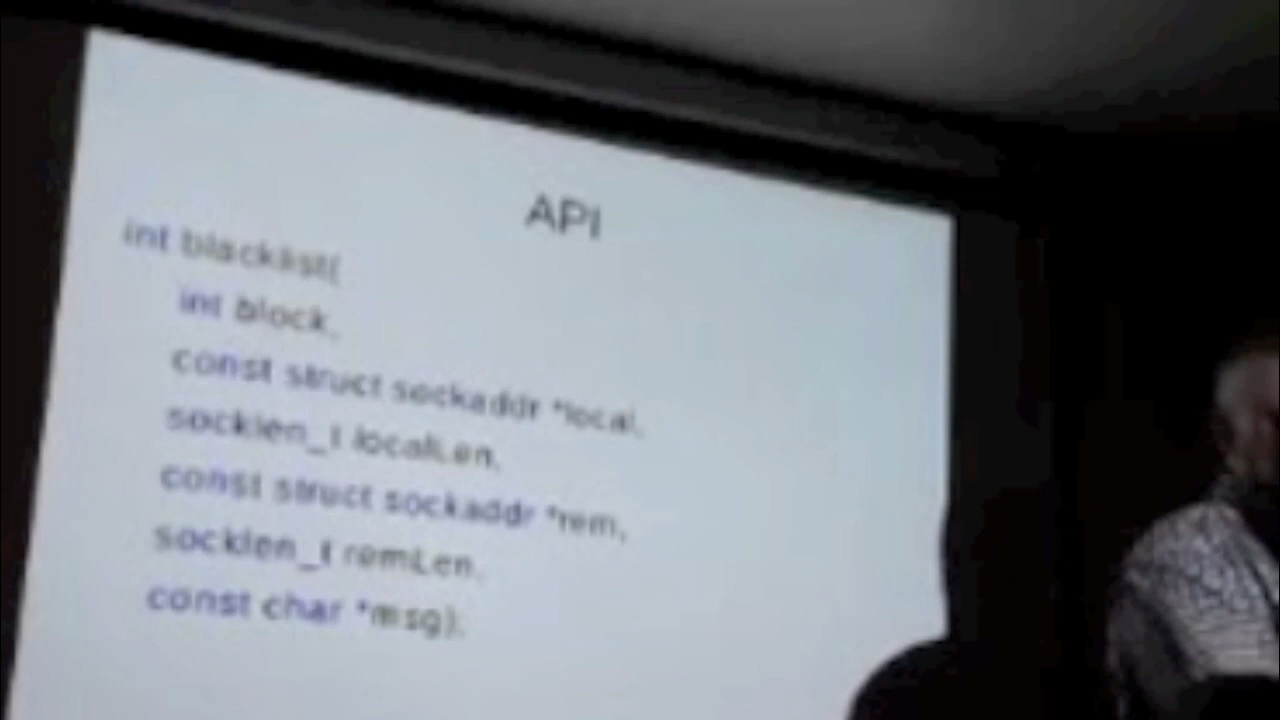 API
int blacklist(
int block,
const struct sockaddr *local,
socklen_t localLen,
const struct sockaddr *rem,
socklen_t remLen,
const char *msg);